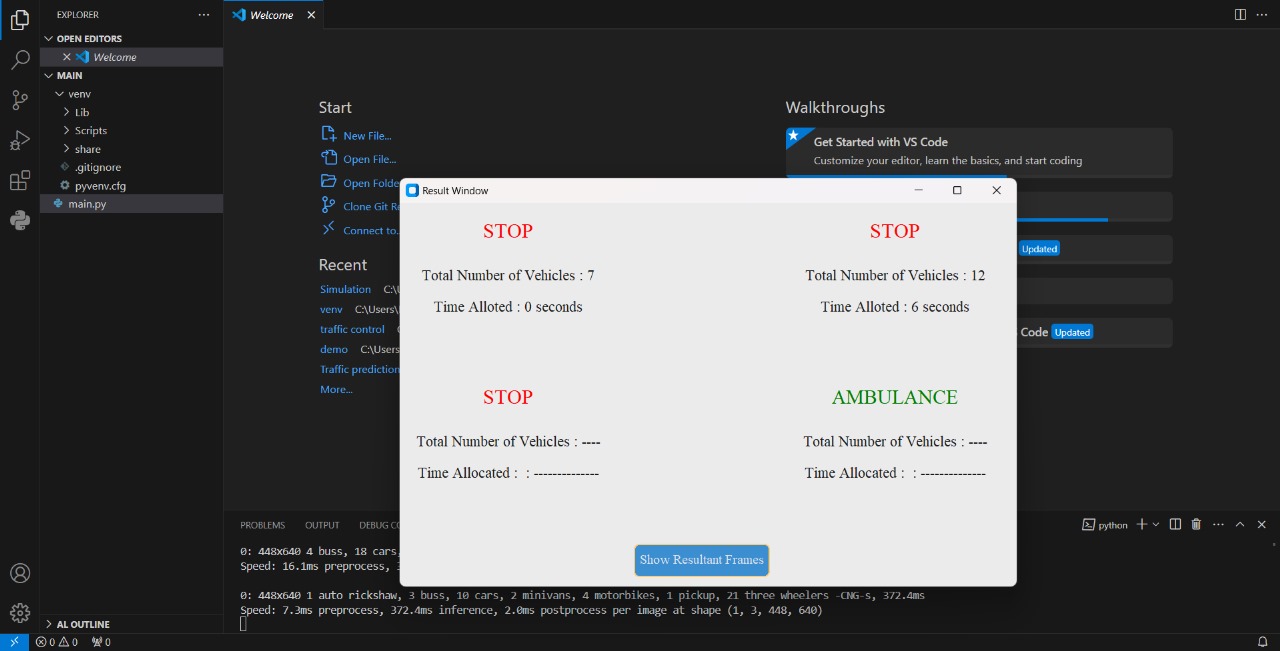 EXPLORER
OPEN EDITORS
Welcome
MAIN
venv
Lib
Scripts
share
.gitignore
pyvenv.cfg
main.py
AL OUTLINE
Welcome
Start
New File...
Open File...
Open Folde
Clone Git Re
Connect to.
Recent
Simulation C:\U
venv C:\Users\
traffic control
demo C:\Users
Traffic prediction
More...
Walkthroughs
Get Started with VS Code
Customize your editor, learn the basics, and start coding
Updated
Code Updated
Result Window
STOP
Total Number of Vehicles : 7
Time Alloted : 0 seconds
STOP
Total Number of Vehicles : 12
Time Alloted : 6 seconds
STOP
Total Number of Vehicles : ----
Time Allocated : : --------------
AMBULANCE
Total Number of Vehicles : ----
Time Allocated : : --------------
Show Resultant Frames
PROBLEMS OUTPUT DEBUG CO
python
0: 448x640 4 buss, 18 cars,
Speed: 16.1ms preprocess,
0: 448x640 1 auto rickshaw, 3 buss, 10 cars, 2 minivans, 4 motorbikes, 1 pickup, 21 three wheelers -CNG-s, 372.4ms
Speed: 7.3ms preprocess, 372.4ms inference, 2.0ms postprocess per image at shape (1, 3, 448, 640)
0 0 0